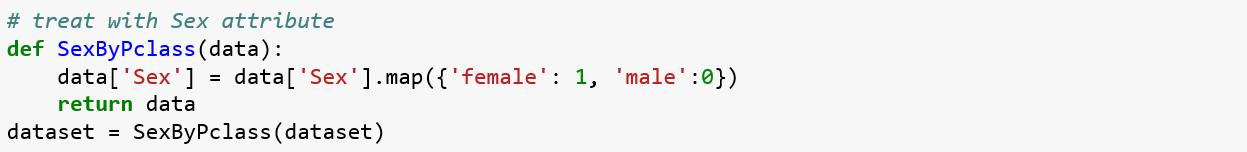 # treat with Sex attribute
def SexByPclass(data):
    data['Sex'] = data['Sex'].map({'female': 1, 'male':0})
    return data
dataset = SexByPclass(dataset)